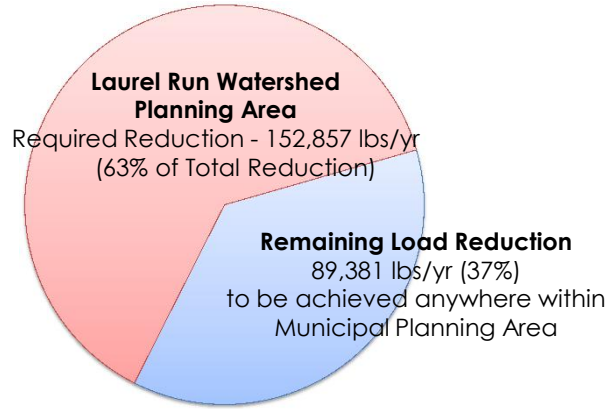 Laurel Run Watershed
Planning Area
Required Reduction - 152,857 lbs/yr
(63% of Total Reduction)
Remaining Load Reduction
89,381 lbs/yr (37%)
to be achieved anywhere within
Municipal Planning Area